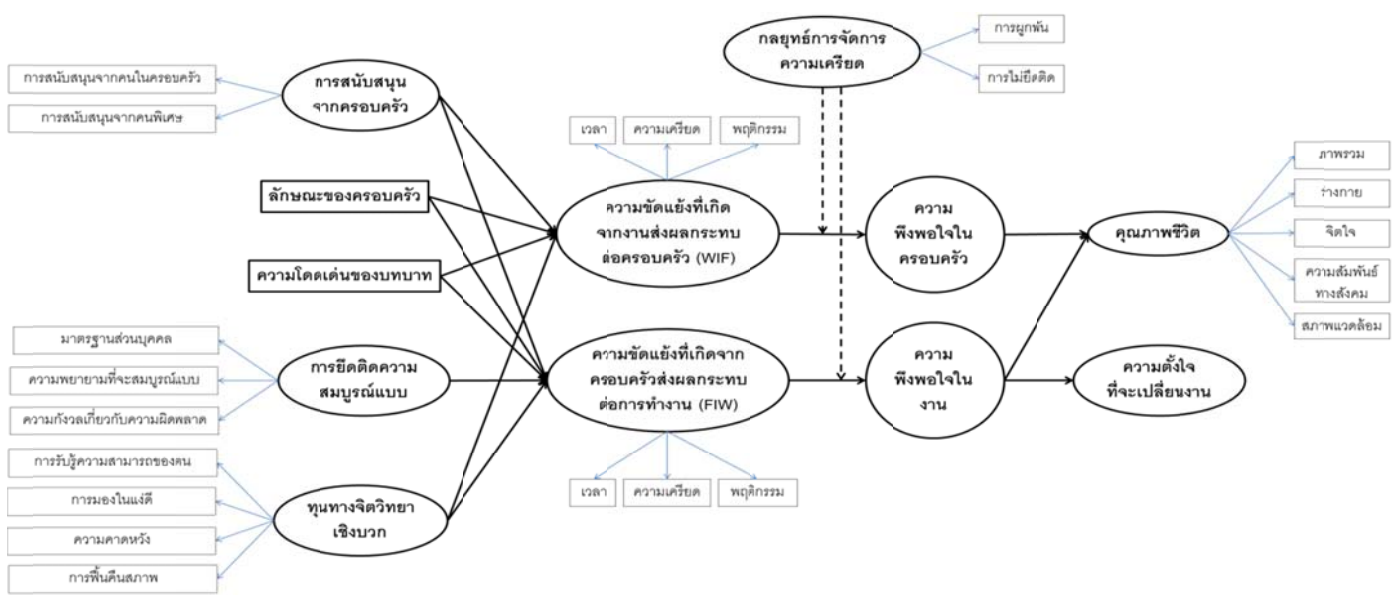 กลยุทธ์การจัดการ
ความเครียด
การผูกพัน
การไม่ยึดติด
การสนับสนุนจากคนในครอบครัว
การสนับสนุนจากคนพิเศษ
การสนับสนุน
จากครอบครัว
เวลา
ความเครียด
พฤติกรรม
ลักษณะของครอบครัว
ความโดดเด่นของบทบาท
ความขัดแย้งที่เกิด
จากงานส่งผลกระทบ
ต่อครอบครัว (WIF)
ความ
พึงพอใจใน
ครอบครัว
คุณภาพชีวิต
ภาพรวม
ร่างกาย
จิตใจ
ความสัมพันธ์
ทางสังคม
สภาพแวดล้อม
มาตรฐานส่วนบุคคล
ความพยายามที่จะสมบูรณ์แบบ
ความกังวลเกี่ยวกับความผิดพลาด
การยึดติดความ
สมบูรณ์แบบ
ความขัดแย้งที่เกิดจาก
ครอบครัวส่งผลกระทบ
ต่อการทำงาน (FIW)
ความ
พึงพอใจใน
งาน
ความตั้งใจ
ที่จะเปลี่ยนงาน
การรับรู้ความสามารถของตน
การมองในแง่ดี
ความคาดหวัง
การฟื้นคืนสภาพ
ทุนทางจิตวิทยา
เชิงบวก
เวลา
ความเครียด
พฤติกรรม